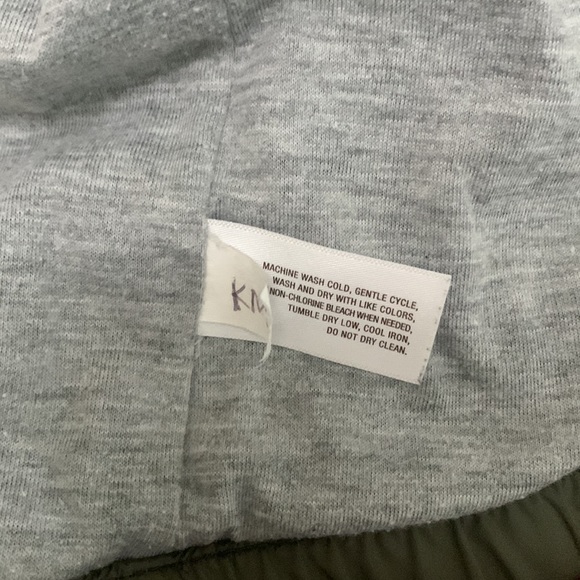 KM
MACHINE WASH COLD, GENTLE CYCLE,
WASH AND DRY WITH LIKE COLORS,
NON-CHLORINE BLEACH WHEN NEEDED,
TUMBLE DRY LOW, COOL IRON,
DO NOT DRY CLEAN.